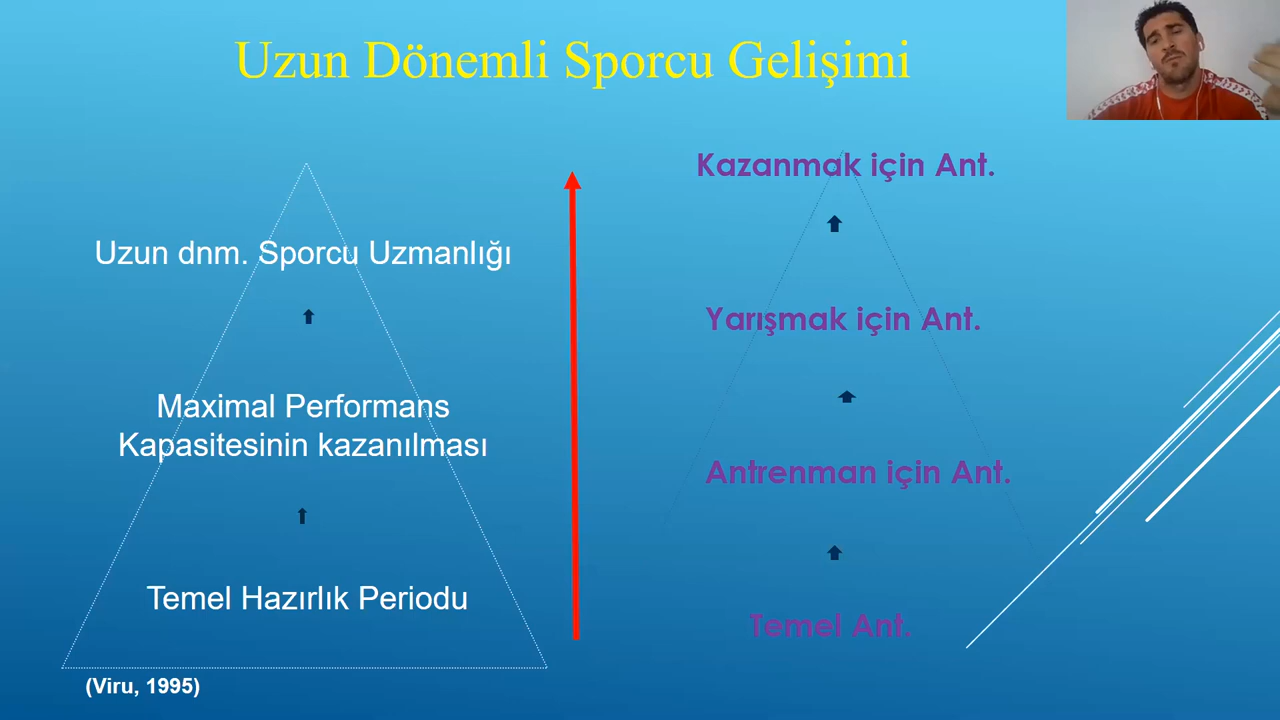 Uzun Dönemli Sporcu Gelişimi
Uzun dnm. Sporcu Uzmanlığı
Maximal Performans
Kapasitesinin kazanılması
Temel Hazırlık Periodu
(Viru, 1995)
Kazanmak için Ant.
Yarışmak için Ant.
Antrenman için Ant.
Temel Ant.